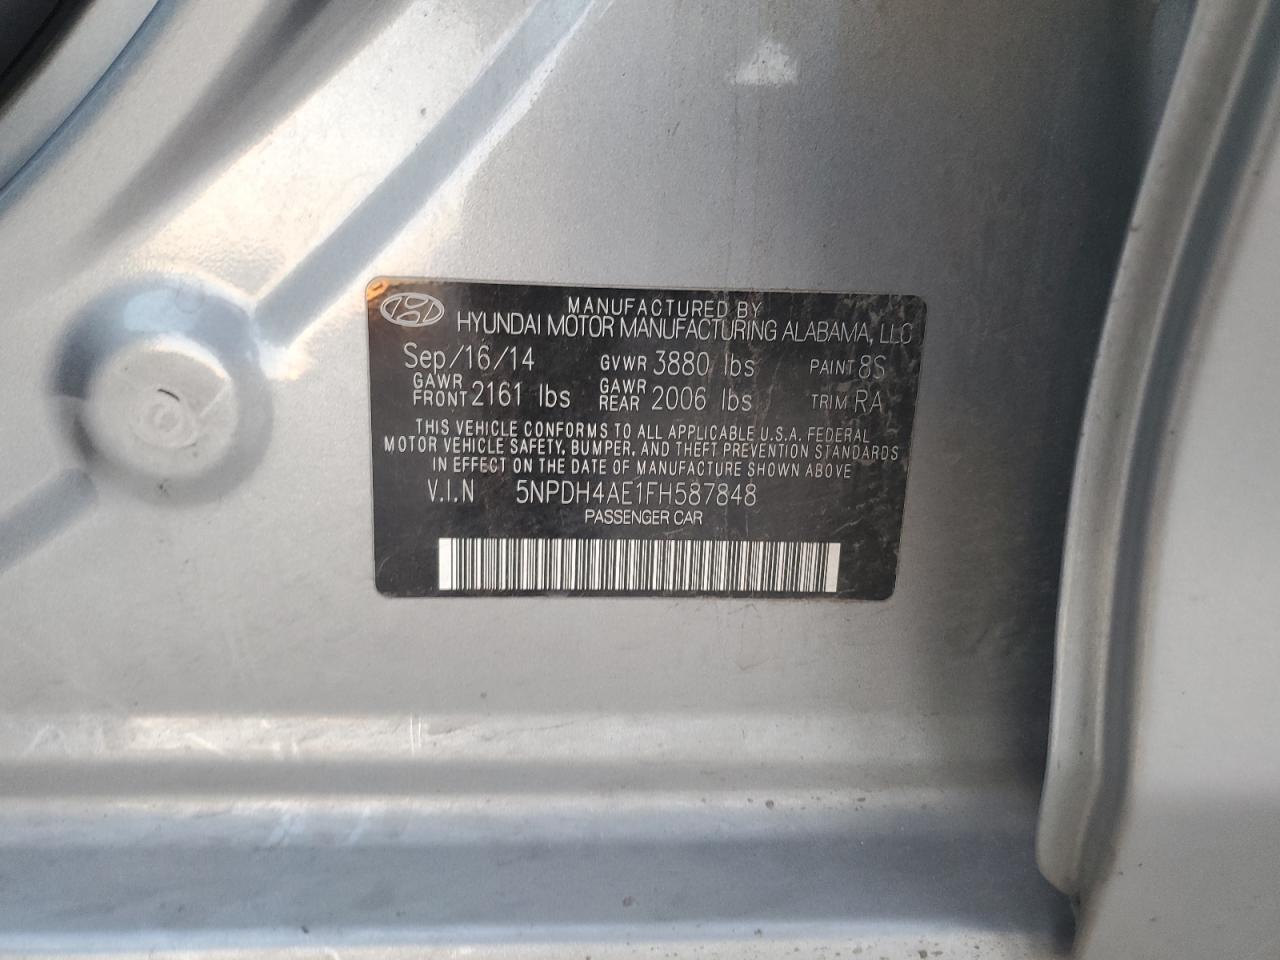 MANUFACTURED BY
HYUNDAI MOTOR MANUFACTURING ALABAMA, LLC
Sep/16/14 GVWR 3880 lbs PAINT 8S
GAWR FRONT 2161 lbs GAWR REAR 2006 lbs TRIM RA
THIS VEHICLE CONFORMS TO ALL APPLICABLE U.S.A. FEDERAL
MOTOR VEHICLE SAFETY, BUMPER, AND THEFT PREVENTION STANDARDS
IN EFFECT ON THE DATE OF MANUFACTURE SHOWN ABOVE
V.I.N 5NPDH4AE1FH587848
PASSENGER CAR